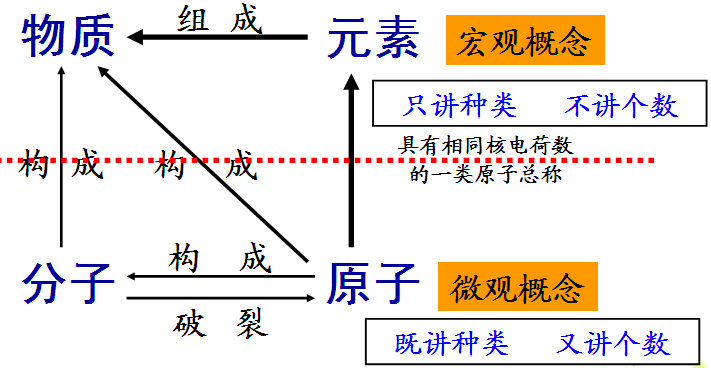 组 成
物质
元素
宏观概念
只讲种类 不讲个数
具有相同核电荷数
的一类原子总称
构 成
构 成
构 成
分子
原子
微观概念
破 裂
既讲种类 又讲个数